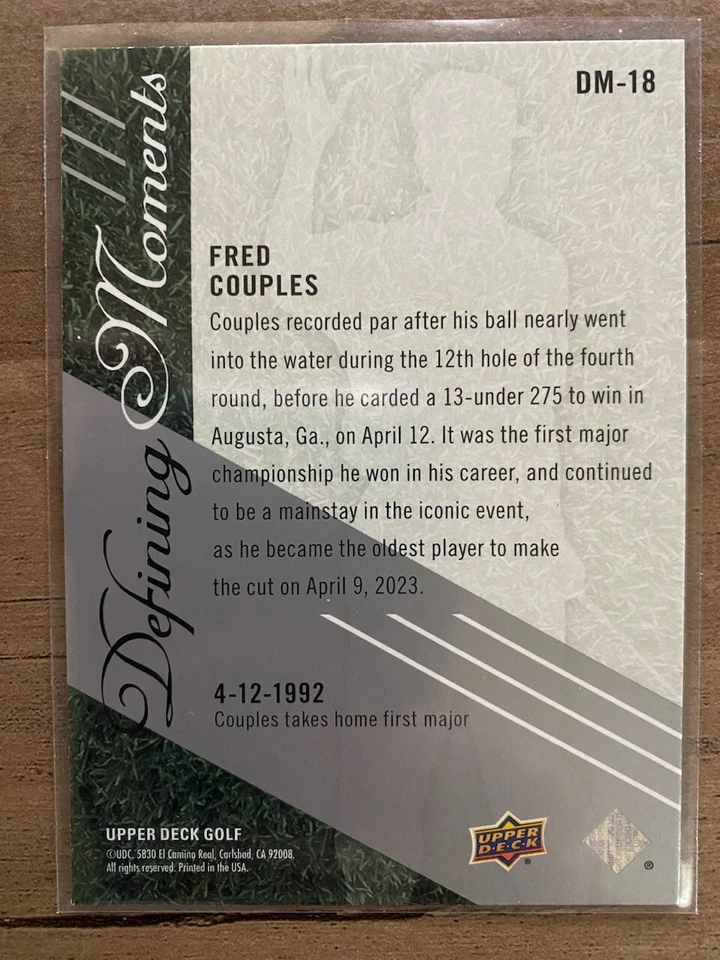 DM-18
Defining Moments
FRED
COUPLES
Couples recorded par after his ball nearly went
into the water during the 12th hole of the fourth
round, before he carded a 13-under 275 to win in
Augusta, Ga., on April 12. It was the first major
championship he won in his career, and continued
to be a mainstay in the iconic event,
as he became the oldest player to make
the cut on April 9, 2023.
4-12-1992
Couples takes home first major
UPPER DECK GOLF
©UDC. 5830 El Camino Real, Carlsbad, CA 92008.
All rights reserved. Printed in the USA.
UPPER
D·E·C·K
®
®